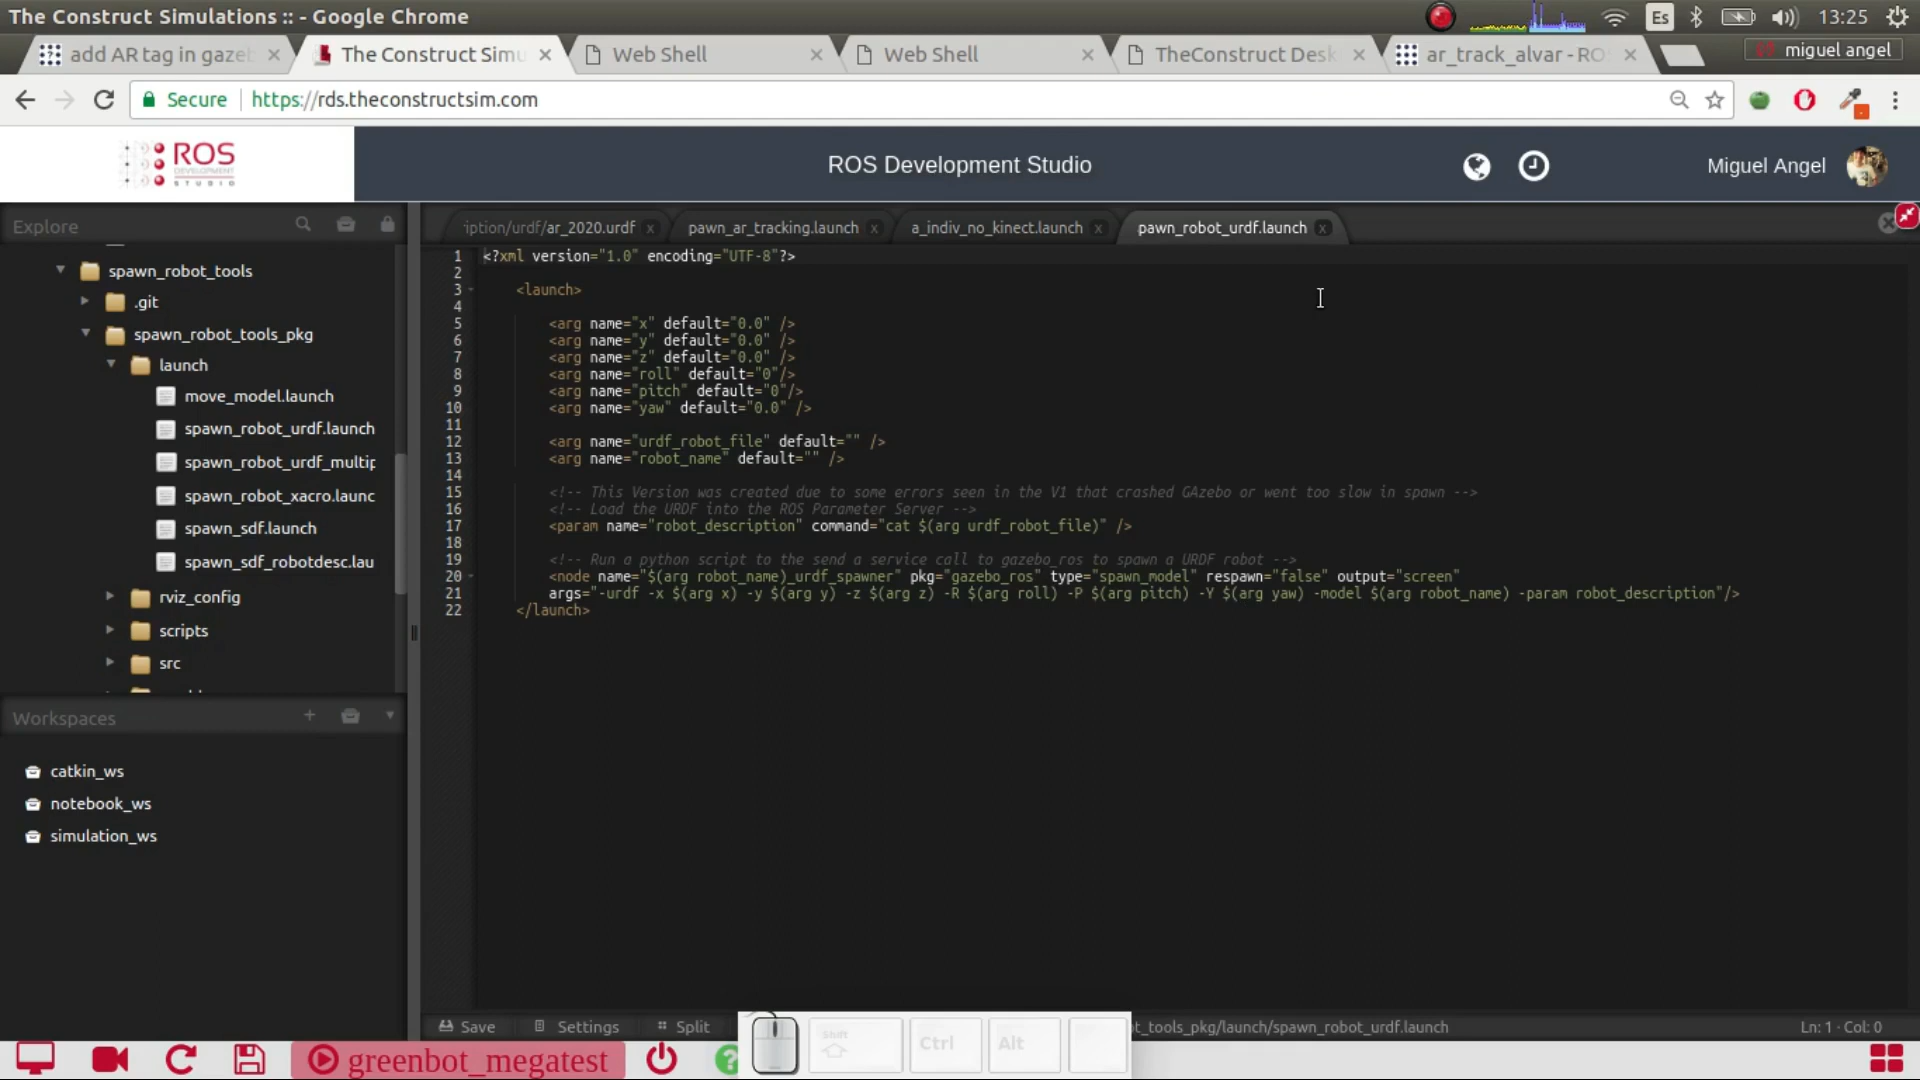 The Construct Simulations :: - Google Chrome
Es
13:25
add AR tag in gazeb
The Construct Simu
Web Shell
Web Shell
TheConstruct Desk
ar_track_alvar - RO
miguel angel
Secure
https://rds.theconstructsim.com
ROS
DEVELOPMENT
STUDIO
ROS Development Studio
Miguel Angel
Explore
iption/urdf/ar_2020.urdf x
pawn_ar_tracking.launch x
a_indiv_no_kinect.launch x
pawn_robot_urdf.launch x
spawn_robot_tools
.git
spawn_robot_tools_pkg
launch
move_model.launch
spawn_robot_urdf.launch
spawn_robot_urdf_multip
spawn_robot_xacro.launc
spawn_sdf.launch
spawn_sdf_robotdesc.lau
rviz_config
scripts
src
Workspaces
catkin_ws
notebook_ws
simulation_ws
1 <?xml version="1.0" encoding="UTF-8"?>
2
3 <launch>
4
5 <arg name="x" default="0.0" />
6 <arg name="y" default="0.0" />
7 <arg name="z" default="0.0" />
8 <arg name="roll" default="0"/>
9 <arg name="pitch" default="0"/>
10 <arg name="yaw" default="0.0" />
11
12 <arg name="urdf_robot_file" default="" />
13 <arg name="robot_name" default="" />
14
15 <!-- This Version was created due to some errors seen in the V1 that crashed GAzebo or went too slow in spawn -->
16 <!-- Load the URDF into the ROS Parameter Server -->
17 <param name="robot_description" command="cat $(arg urdf_robot_file)" />
18
19 <!-- Run a python script to the send a service call to gazebo_ros to spawn a URDF robot -->
20 <node name="$(arg robot_name)_urdf_spawner" pkg="gazebo_ros" type="spawn_model" respawn="false" output="screen"
21 args="-urdf -x $(arg x) -y $(arg y) -z $(arg z) -R $(arg roll) -P $(arg pitch) -Y $(arg yaw) -model $(arg robot_name) -param robot_description"/>
22 </launch>
Save
Settings
Split
t_tools_pkg/launch/spawn_robot_urdf.launch
Ln: 1 · Col: 0
greenbot_megatest
?
Shift
Ctrl
Alt